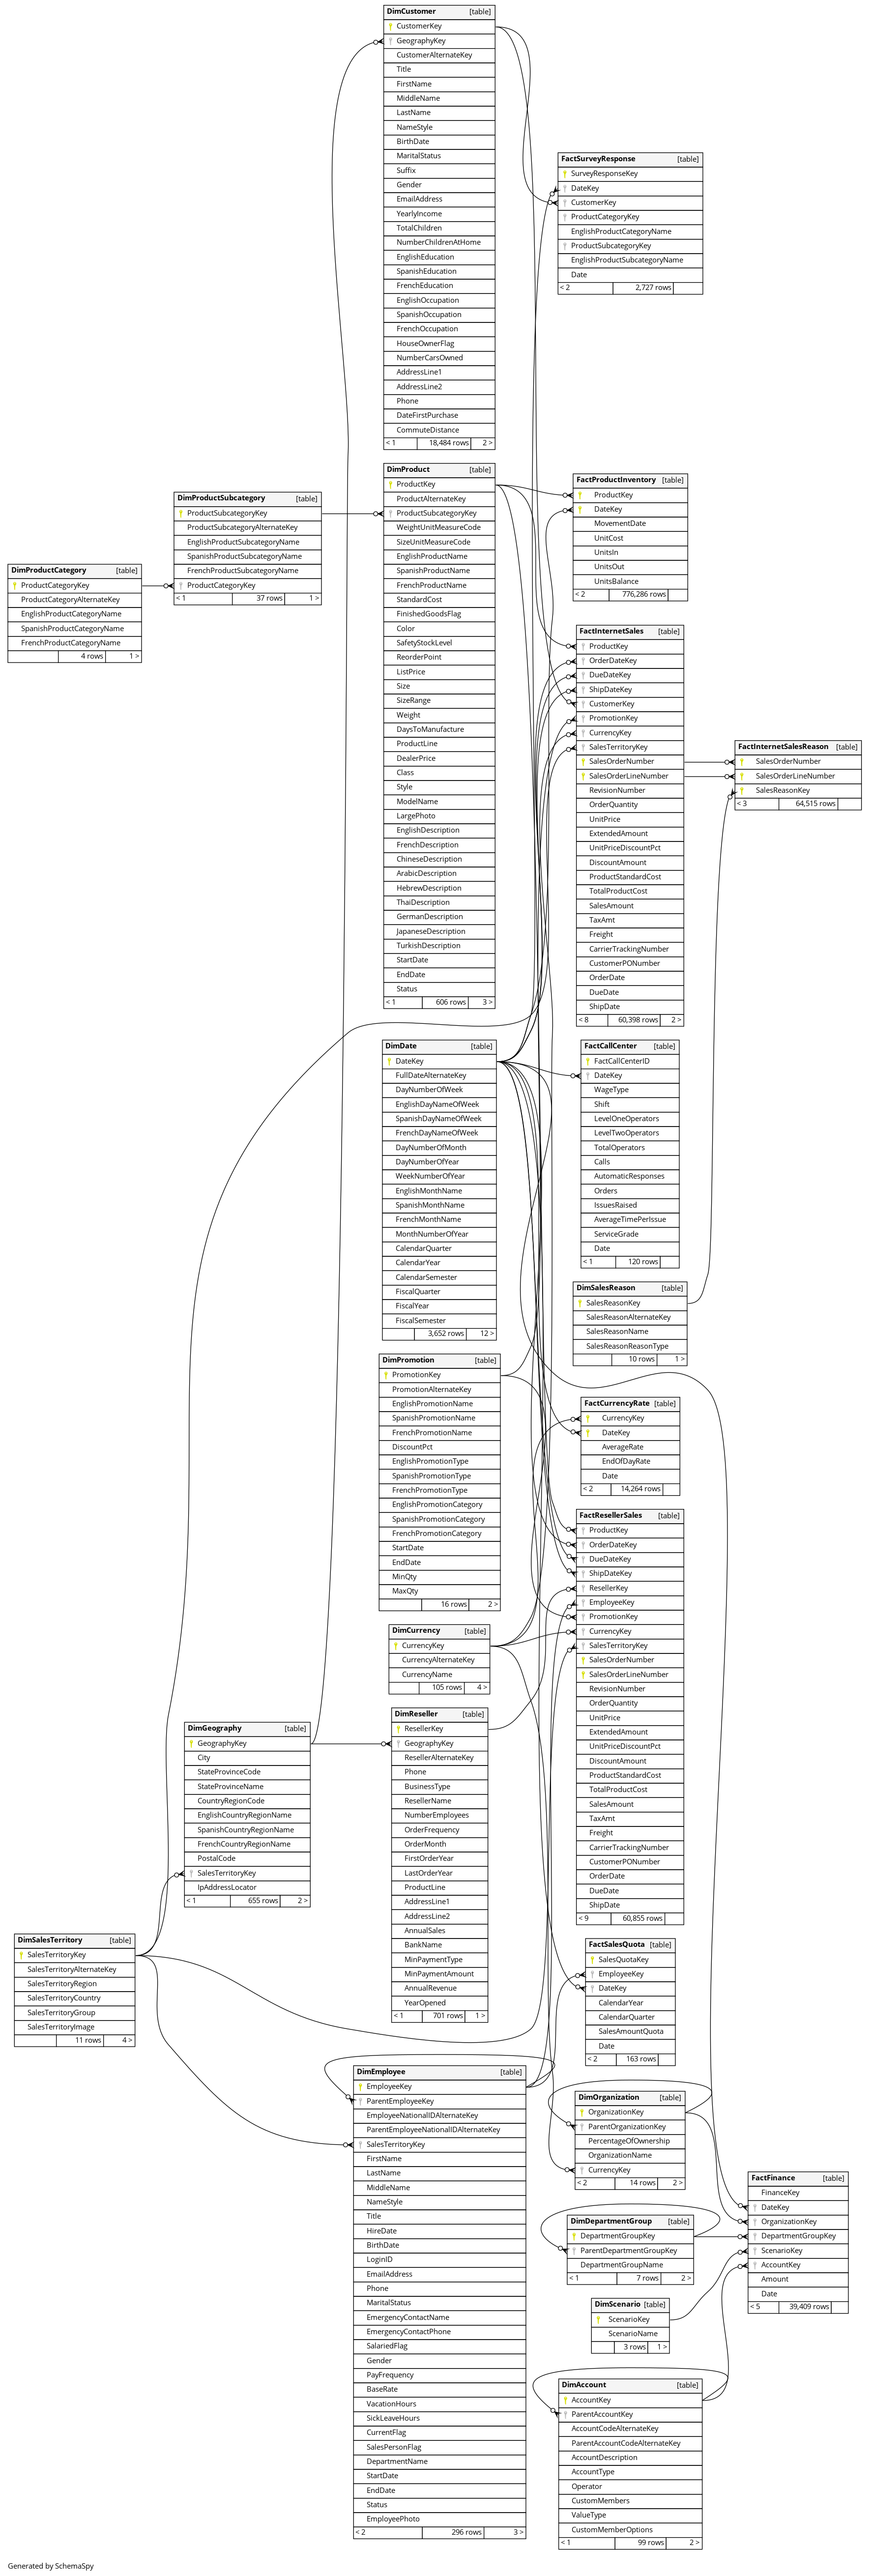 DimCustomer [table]
CustomerKey
GeographyKey
CustomerAlternateKey
Title
FirstName
MiddleName
LastName
NameStyle
BirthDate
MaritalStatus
Suffix
Gender
EmailAddress
YearlyIncome
TotalChildren
NumberChildrenAtHome
EnglishEducation
SpanishEducation
FrenchEducation
EnglishOccupation
SpanishOccupation
FrenchOccupation
HouseOwnerFlag
NumberCarsOwned
AddressLine1
AddressLine2
Phone
DateFirstPurchase
CommuteDistance
< 1 18,484 rows 2 >
FactSurveyResponse [table]
SurveyResponseKey
DateKey
CustomerKey
ProductCategoryKey
EnglishProductCategoryName
ProductSubcategoryKey
EnglishProductSubcategoryName
Date
< 2 2,727 rows
DimProduct [table]
ProductKey
ProductAlternateKey
ProductSubcategoryKey
WeightUnitMeasureCode
SizeUnitMeasureCode
EnglishProductName
SpanishProductName
FrenchProductName
StandardCost
FinishedGoodsFlag
Color
SafetyStockLevel
ReorderPoint
ListPrice
Size
SizeRange
Weight
DaysToManufacture
ProductLine
DealerPrice
Class
Style
ModelName
LargePhoto
EnglishDescription
FrenchDescription
ChineseDescription
ArabicDescription
HebrewDescription
ThaiDescription
GermanDescription
JapaneseDescription
TurkishDescription
StartDate
EndDate
Status
< 1 606 rows 3 >
DimProductSubcategory [table]
ProductSubcategoryKey
ProductSubcategoryAlternateKey
EnglishProductSubcategoryName
SpanishProductSubcategoryName
FrenchProductSubcategoryName
ProductCategoryKey
< 1 37 rows 1 >
DimProductCategory [table]
ProductCategoryKey
ProductCategoryAlternateKey
EnglishProductCategoryName
SpanishProductCategoryName
FrenchProductCategoryName
4 rows 1 >
FactProductInventory [table]
ProductKey
DateKey
MovementDate
UnitCost
UnitsIn
UnitsOut
UnitsBalance
< 2 776,286 rows
FactInternetSales [table]
ProductKey
OrderDateKey
DueDateKey
ShipDateKey
CustomerKey
PromotionKey
CurrencyKey
SalesTerritoryKey
SalesOrderNumber
SalesOrderLineNumber
RevisionNumber
OrderQuantity
UnitPrice
ExtendedAmount
UnitPriceDiscountPct
DiscountAmount
ProductStandardCost
TotalProductCost
SalesAmount
TaxAmt
Freight
CarrierTrackingNumber
CustomerPONumber
OrderDate
DueDate
ShipDate
< 8 60,398 rows 2 >
FactInternetSalesReason [table]
SalesOrderNumber
SalesOrderLineNumber
SalesReasonKey
< 3 64,515 rows
DimDate [table]
DateKey
FullDateAlternateKey
DayNumberOfWeek
EnglishDayNameOfWeek
SpanishDayNameOfWeek
FrenchDayNameOfWeek
DayNumberOfMonth
DayNumberOfYear
WeekNumberOfYear
EnglishMonthName
SpanishMonthName
FrenchMonthName
MonthNumberOfYear
CalendarQuarter
CalendarYear
CalendarSemester
FiscalQuarter
FiscalYear
FiscalSemester
3,652 rows 12 >
FactCallCenter [table]
FactCallCenterID
DateKey
WageType
Shift
LevelOneOperators
LevelTwoOperators
TotalOperators
Calls
AutomaticResponses
Orders
IssuesRaised
AverageTimePerIssue
ServiceGrade
Date
< 1 120 rows
DimSalesReason [table]
SalesReasonKey
SalesReasonAlternateKey
SalesReasonName
SalesReasonReasonType
10 rows 1 >
DimPromotion [table]
PromotionKey
PromotionAlternateKey
EnglishPromotionName
SpanishPromotionName
FrenchPromotionName
DiscountPct
EnglishPromotionType
SpanishPromotionType
FrenchPromotionType
EnglishPromotionCategory
SpanishPromotionCategory
FrenchPromotionCategory
StartDate
EndDate
MinQty
MaxQty
16 rows 2 >
FactCurrencyRate [table]
CurrencyKey
DateKey
AverageRate
EndOfDayRate
Date
< 2 14,264 rows
FactResellerSales [table]
ProductKey
OrderDateKey
DueDateKey
ShipDateKey
ResellerKey
EmployeeKey
PromotionKey
CurrencyKey
SalesTerritoryKey
SalesOrderNumber
SalesOrderLineNumber
RevisionNumber
OrderQuantity
UnitPrice
ExtendedAmount
UnitPriceDiscountPct
DiscountAmount
ProductStandardCost
TotalProductCost
SalesAmount
TaxAmt
Freight
CarrierTrackingNumber
CustomerPONumber
OrderDate
DueDate
ShipDate
< 9 60,855 rows
DimCurrency [table]
CurrencyKey
CurrencyAlternateKey
CurrencyName
105 rows 4 >
DimReseller [table]
ResellerKey
GeographyKey
ResellerAlternateKey
Phone
BusinessType
ResellerName
NumberEmployees
OrderFrequency
OrderMonth
FirstOrderYear
LastOrderYear
ProductLine
AddressLine1
AddressLine2
AnnualSales
BankName
MinPaymentType
MinPaymentAmount
AnnualRevenue
YearOpened
< 1 701 rows 1 >
DimGeography [table]
GeographyKey
City
StateProvinceCode
StateProvinceName
CountryRegionCode
EnglishCountryRegionName
SpanishCountryRegionName
FrenchCountryRegionName
PostalCode
SalesTerritoryKey
IpAddressLocator
< 1 655 rows 2 >
DimSalesTerritory [table]
SalesTerritoryKey
SalesTerritoryAlternateKey
SalesTerritoryRegion
SalesTerritoryCountry
SalesTerritoryGroup
SalesTerritoryImage
11 rows 4 >
FactSalesQuota [table]
SalesQuotaKey
EmployeeKey
DateKey
CalendarYear
CalendarQuarter
SalesAmountQuota
Date
< 2 163 rows
DimEmployee [table]
EmployeeKey
ParentEmployeeKey
EmployeeNationalIDAlternateKey
ParentEmployeeNationalIDAlternateKey
SalesTerritoryKey
FirstName
LastName
MiddleName
NameStyle
Title
HireDate
BirthDate
LoginID
EmailAddress
Phone
MaritalStatus
EmergencyContactName
EmergencyContactPhone
SalariedFlag
Gender
PayFrequency
BaseRate
VacationHours
SickLeaveHours
CurrentFlag
SalesPersonFlag
DepartmentName
StartDate
EndDate
Status
EmployeePhoto
< 2 296 rows 3 >
DimOrganization [table]
OrganizationKey
ParentOrganizationKey
PercentageOfOwnership
OrganizationName
CurrencyKey
< 2 14 rows 2 >
DimDepartmentGroup [table]
DepartmentGroupKey
ParentDepartmentGroupKey
DepartmentGroupName
< 1 7 rows 2 >
DimScenario [table]
ScenarioKey
ScenarioName
3 rows 1 >
FactFinance [table]
FinanceKey
DateKey
OrganizationKey
DepartmentGroupKey
ScenarioKey
AccountKey
Amount
Date
< 5 39,409 rows
DimAccount [table]
AccountKey
ParentAccountKey
AccountCodeAlternateKey
ParentAccountCodeAlternateKey
AccountDescription
AccountType
Operator
CustomMembers
ValueType
CustomMemberOptions
< 1 99 rows 2 >
Generated by SchemaSpy